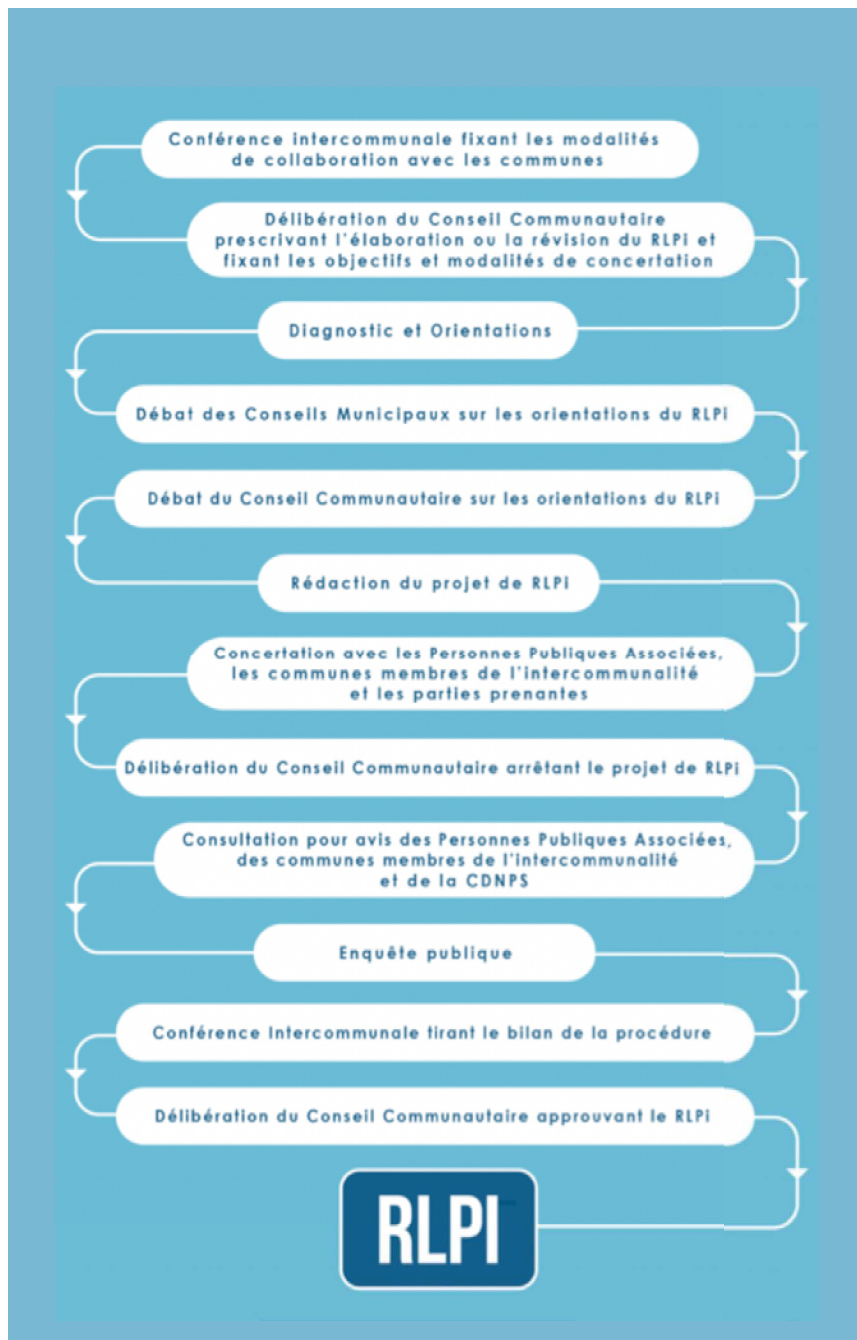 Conférence intercommunale fixant les modalités
de collaboration avec les communes
Délibération du Conseil Communautaire
prescrivant l'élaboration ou la révision du RLPi et
fixant les objectifs et modalités de concertation
Diagnostic et Orientations
Débat des Conseils Municipaux sur les orientations du RLPi
Débat du Conseil Communautaire sur les orientations du RLPi
Rédaction du projet de RLPi
Concertation avec les Personnes Publiques Associées,
les communes membres de l'intercommunalité
et les parties prenantes
Délibération du Conseil Communautaire arrêtant le projet de RLPi
Consultation pour avis des Personnes Publiques Associées,
des communes membres de l'intercommunalité
et de la CDNPS
Enquête publique
Conférence Intercommunale tirant le bilan de la procédure
Délibération du Conseil Communautaire approuvant le RLPi
RLPI